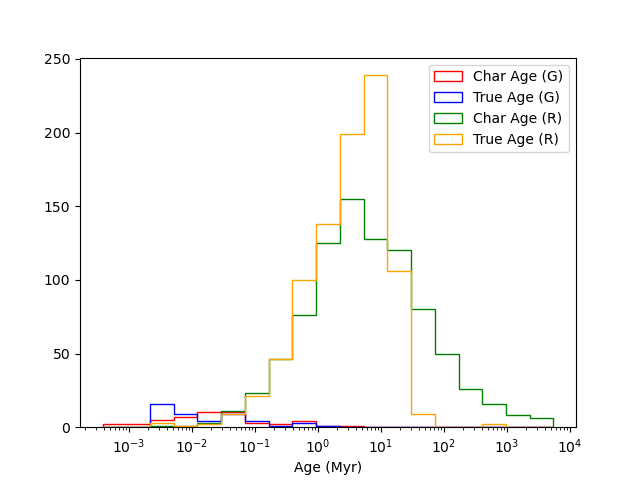 250
200
150
100
50
0
Char Age (G)
True Age (G)
Char Age (R)
True Age (R)
10⁻³ 10⁻² 10⁻¹ 10⁰ 10¹ 10² 10³ 10⁴
Age (Myr)